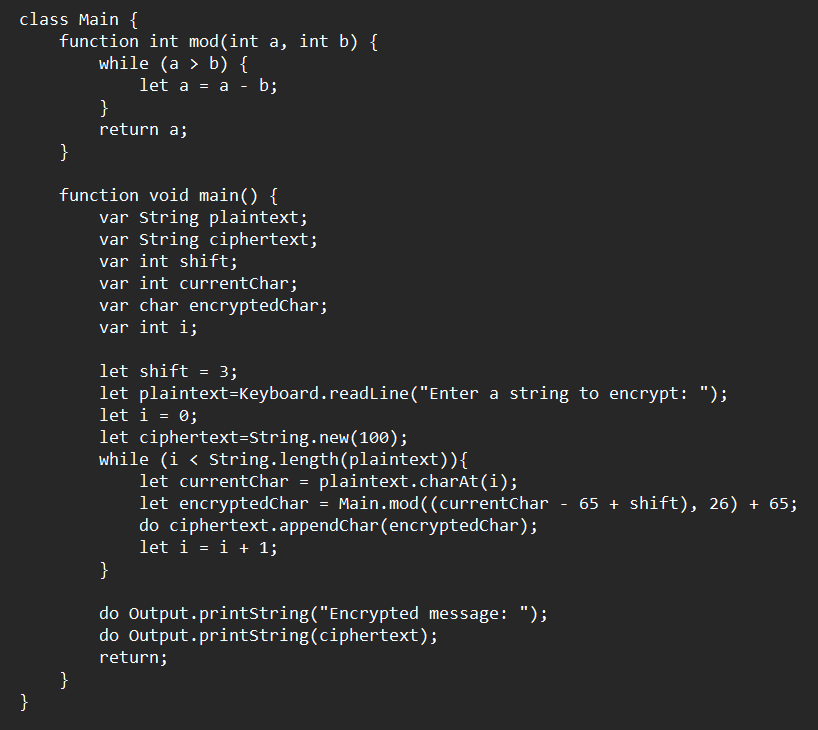 class Main {
    function int mod(int a, int b) {
        while (a > b) {
            let a = a - b;
        }
        return a;
    }

    function void main() {
        var String plaintext;
        var String ciphertext;
        var int shift;
        var int currentChar;
        var char encryptedChar;
        var int i;

        let shift = 3;
        let plaintext=Keyboard.readLine("Enter a string to encrypt: ");
        let i = 0;
        let ciphertext=String.new(100);
        while (i < String.length(plaintext)){
            let currentChar = plaintext.charAt(i);
            let encryptedChar = Main.mod((currentChar - 65 + shift), 26) + 65;
            do ciphertext.appendChar(encryptedChar);
            let i = i + 1;
        }

        do Output.printString("Encrypted message: ");
        do Output.printString(ciphertext);
        return;
    }
}